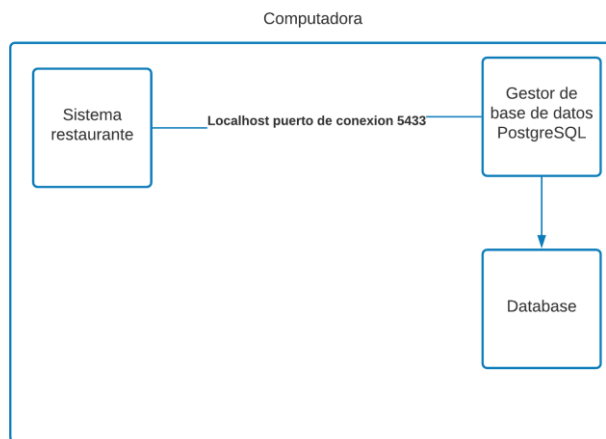 Computadora
Sistema
restaurante
Localhost puerto de conexion 5433
Gestor de
base de datos
PostgreSQL
Database